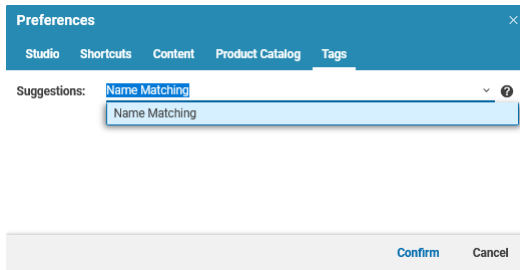 Preferences
Studio Shortcuts Content Product Catalog Tags
Suggestions: Name Matching
Name Matching
Confirm Cancel